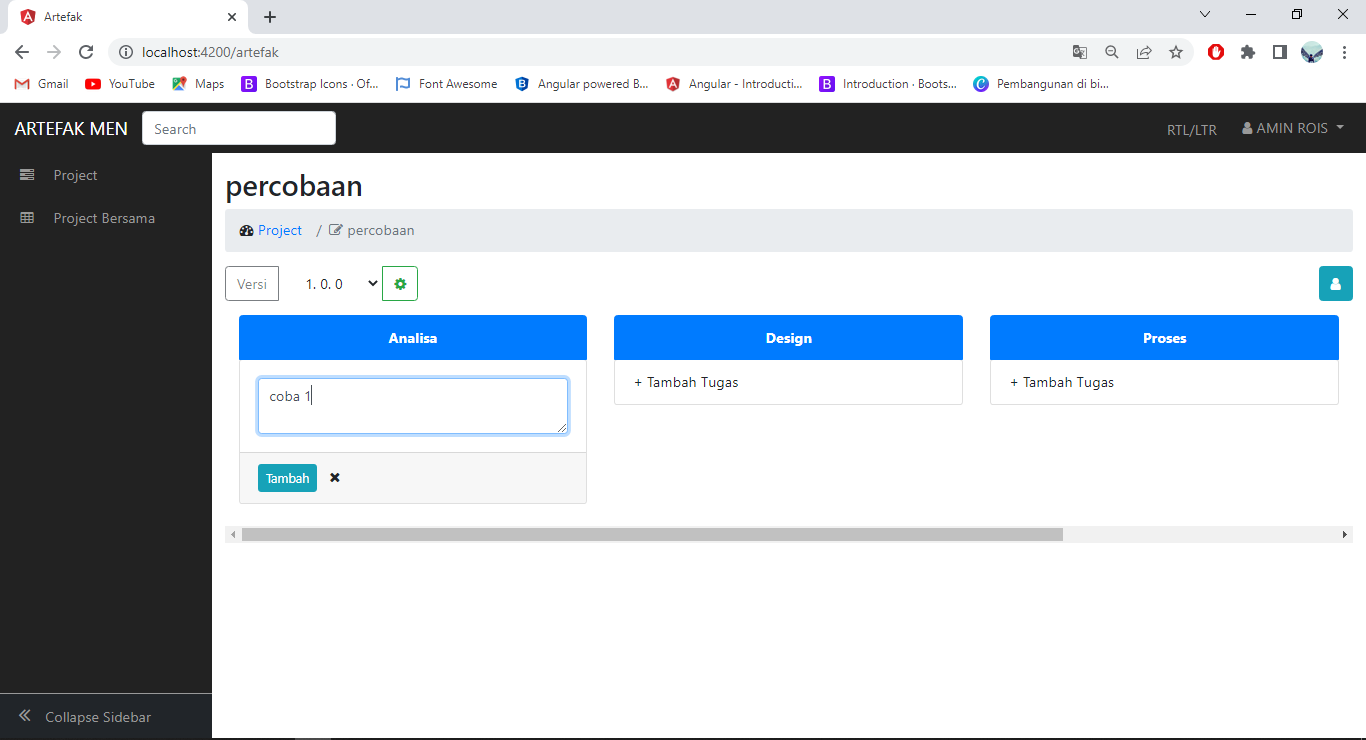 Artefak
localhost:4200/artefak
Gmail YouTube Maps Bootstrap Icons · Of... Font Awesome Angular powered B... Angular - Introducti... Introduction · Boots... Pembangunan di bi...
ARTEFAK MEN Search RTL/LTR AMIN ROIS
Project
Project Bersama
percobaan
Project / percobaan
Versi 1. 0. 0
Analisa Design Proses
+ Tambah Tugas + Tambah Tugas
coba 1
Tambah
Collapse Sidebar